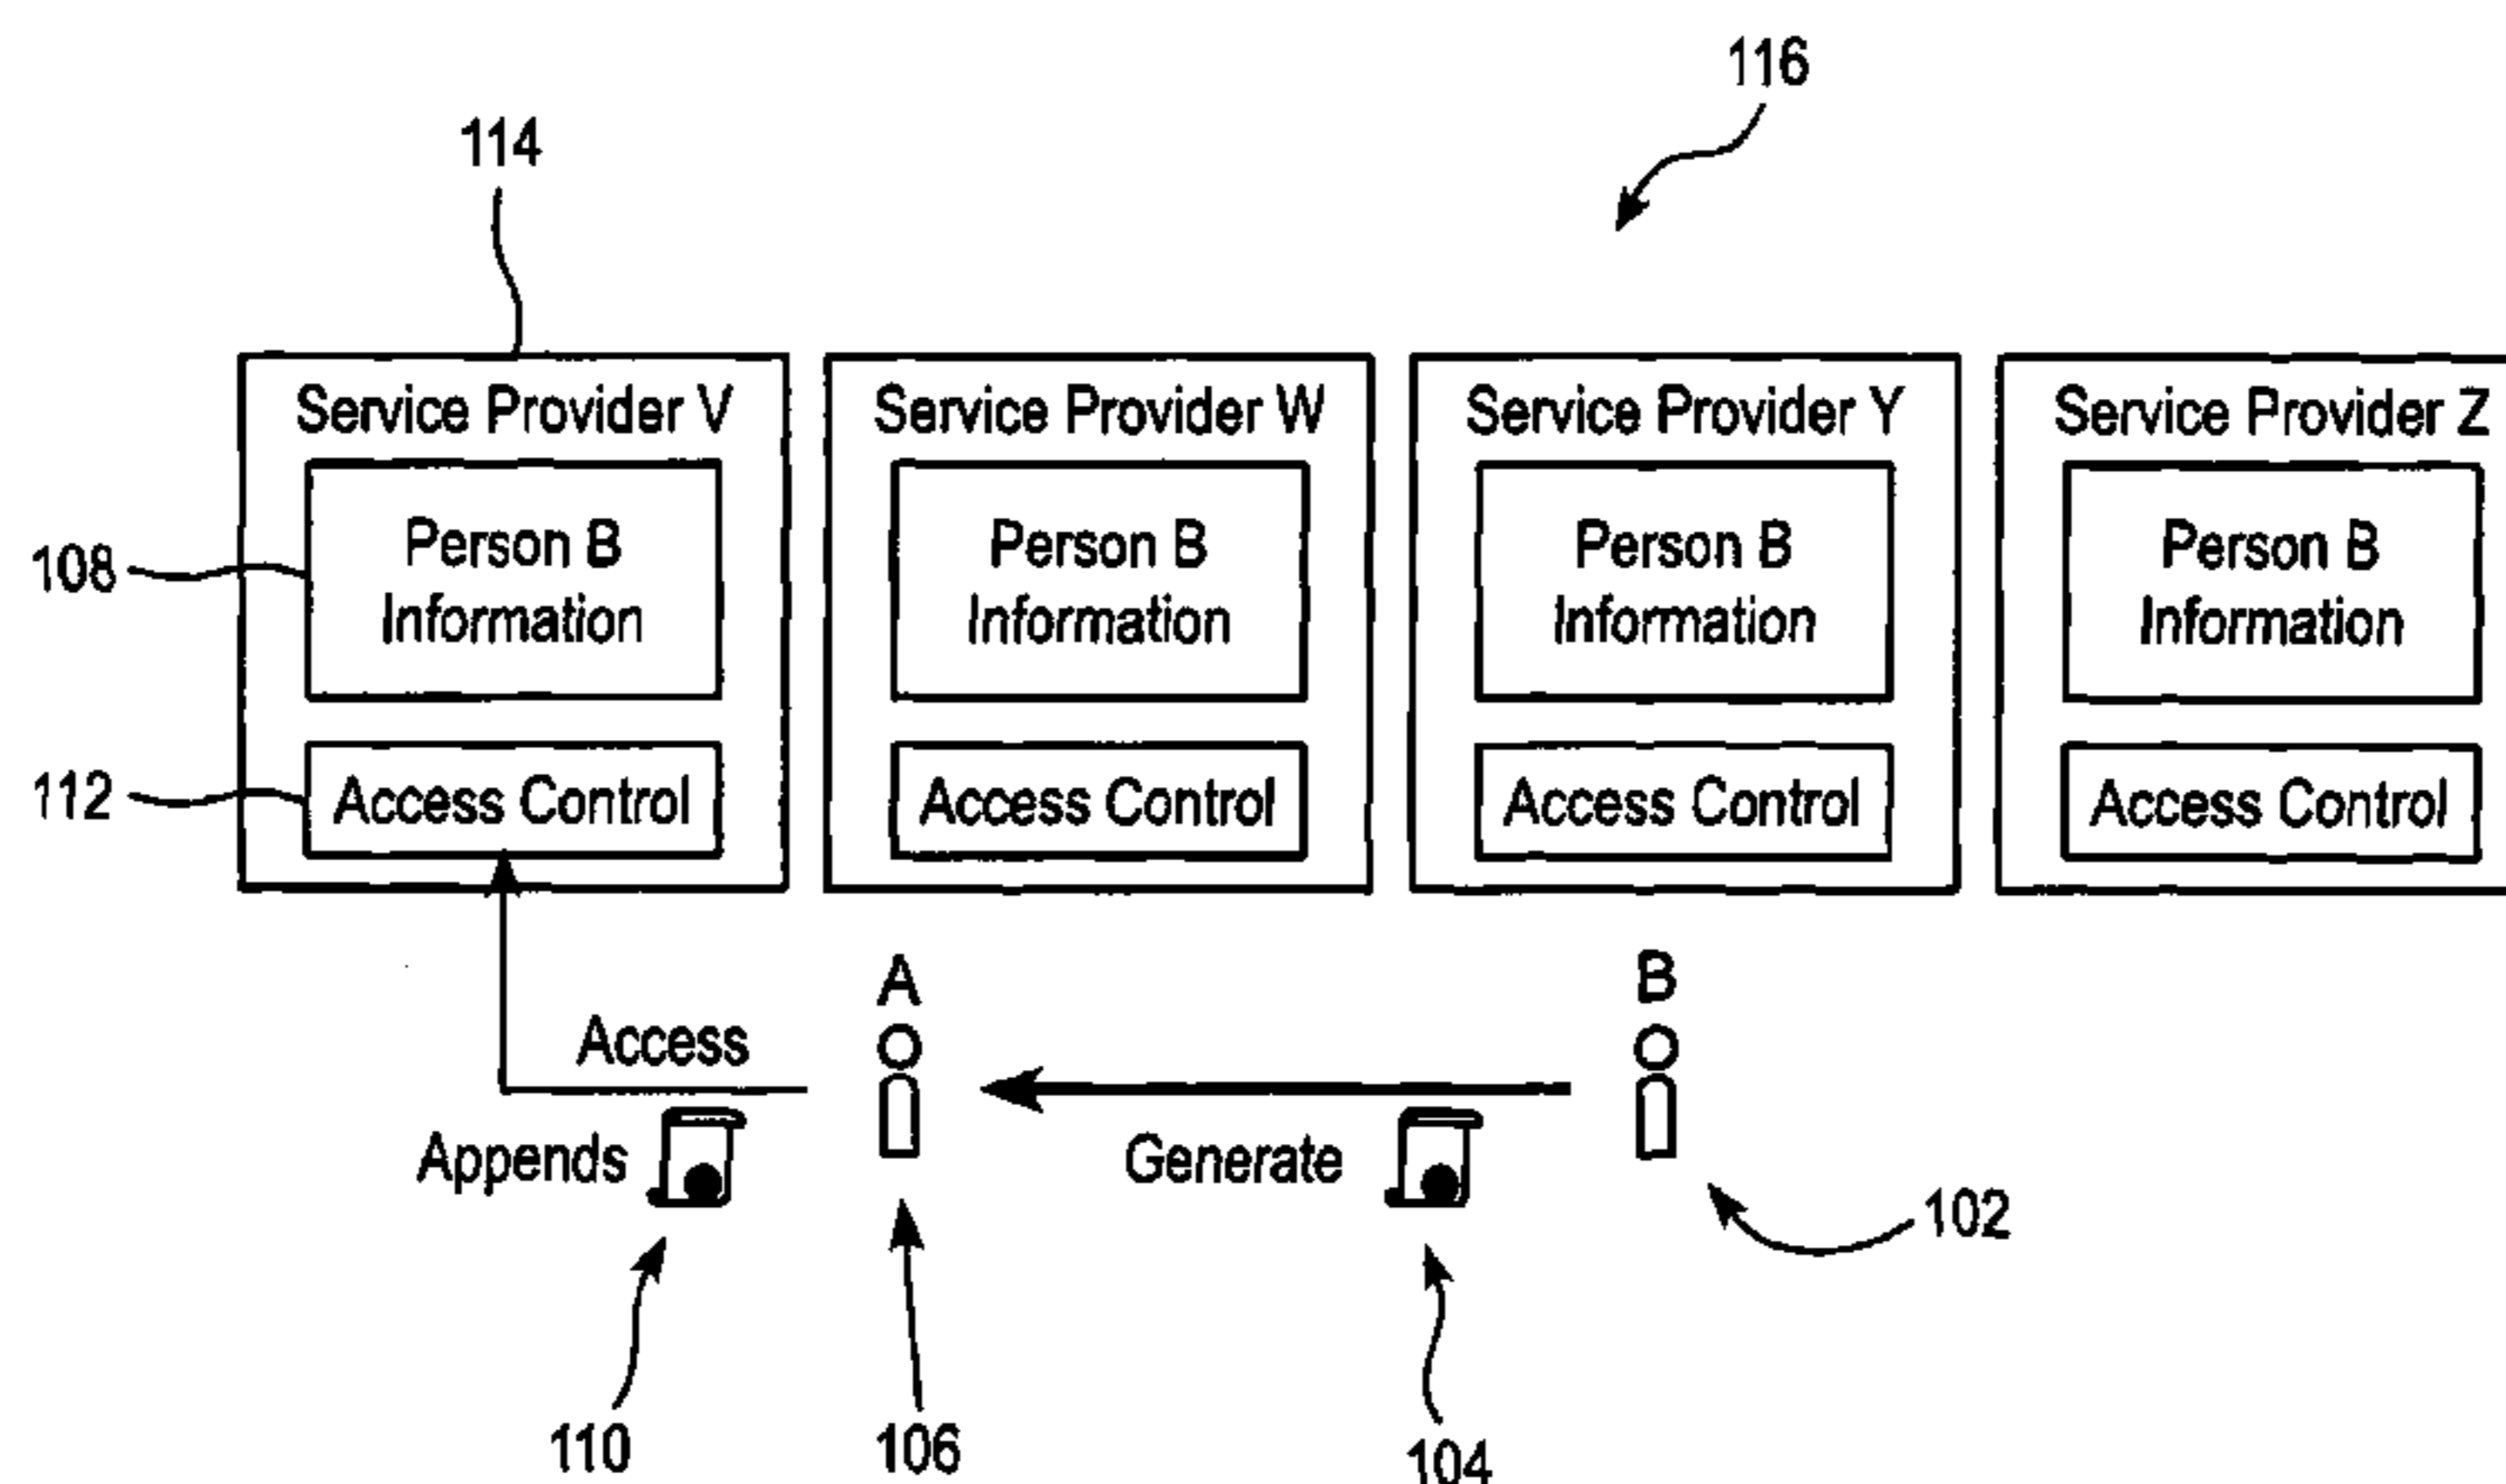 116
114
Service Provider V
Service Provider W
Service Provider Y
Service Provider Z
108
Person B
Information
Person B
Information
Person B
Information
Person B
Information
112
Access Control
Access Control
Access Control
Access Control
A
B
Access
Appends
Generate
102
110
106
104